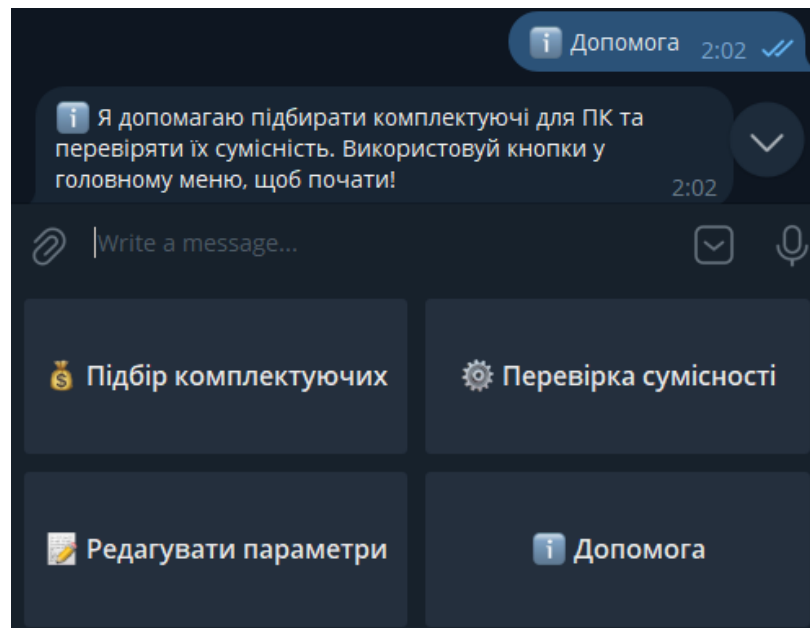 ℹ️ Допомога 2:02
ℹ️ Я допомагаю підбирати комплектуючі для ПК та
перевіряти їх сумісність. Використовуй кнопки у
головному меню, щоб почати!
2:02
Write a message...
💰 Підбір комплектуючих
⚙️ Перевірка сумісності
📝 Редагувати параметри
ℹ️ Допомога